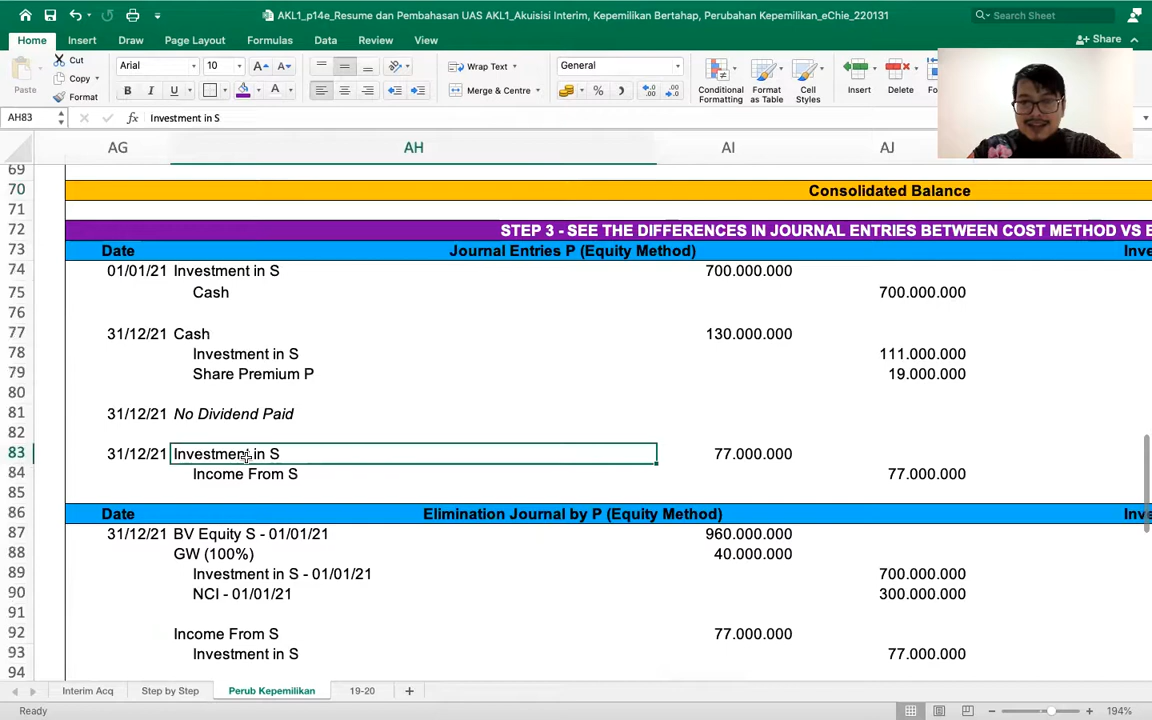 AKL1_p14e_Resume dan Pembahasan UAS AKL1_Akuisisi Interim, Kepemilikan Bertahap, Perubahan Kepemilikan_eChie_220131
Search Sheet
Home Insert Draw Page Layout Formulas Data Review View
Share
Paste
Cut
Copy
Format
Arial 10
B I U
Wrap Text
Merge & Centre
General
Conditional Formatting
Format as Table
Cell Styles
Insert
Delete
AH83 fx Investment in S
AG AH AI AJ
69
70 Consolidated Balance
71
72 STEP 3 - SEE THE DIFFERENCES IN JOURNAL ENTRIES BETWEEN COST METHOD VS E
73 Date Journal Entries P (Equity Method) Inve
74 01/01/21 Investment in S 700.000.000
75 Cash 700.000.000
76
77 31/12/21 Cash 130.000.000
78 Investment in S 111.000.000
79 Share Premium P 19.000.000
80
81 31/12/21 No Dividend Paid
82
83 31/12/21 Investment in S 77.000.000
84 Income From S 77.000.000
85
86 Date Elimination Journal by P (Equity Method) Inve
87 31/12/21 BV Equity S - 01/01/21 960.000.000
88 GW (100%) 40.000.000
89 Investment in S - 01/01/21 700.000.000
90 NCI - 01/01/21 300.000.000
91
92 Income From S 77.000.000
93 Investment in S 77.000.000
94
Interim Acq Step by Step Perub Kepemilikan 19-20
Ready 194%